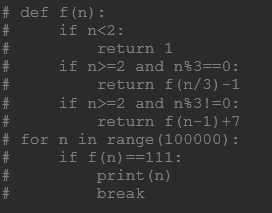 # def f(n):
#     if n<2:
#         return 1
#     if n>=2 and n%3==0:
#         return f(n/3)-1
#     if n>=2 and n%3!=0:
#         return f(n-1)+7
# for n in range(100000):
#     if f(n)==111:
#         print(n)
#         break